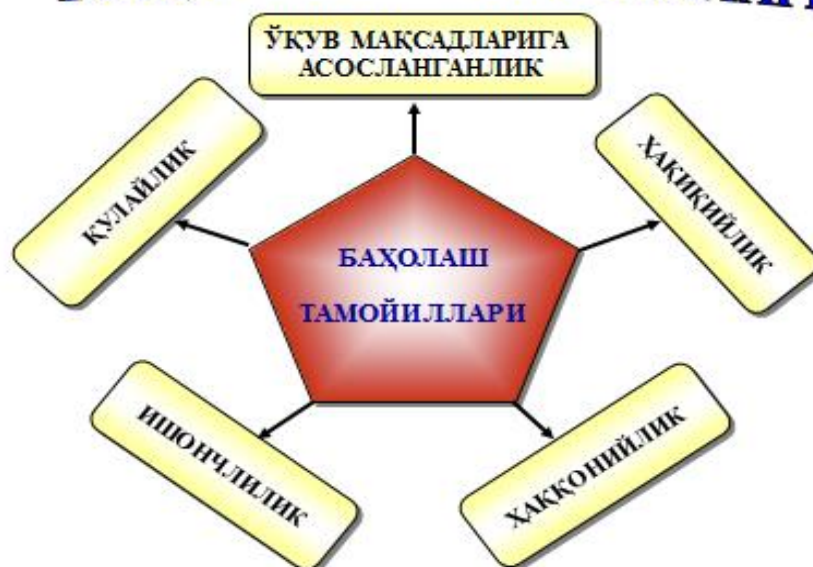 ЎҚУВ МАҚСАДЛАРИГА
АСОСЛАНГАНЛИК
ҚУЛАЙЛИК
ҲАҚИҚИЙЛИК
БАҲОЛАШ
ТАМОЙИЛЛАРИ
ИШОНЧЛИЛИК
ҲАҚҚОНИЙЛИК